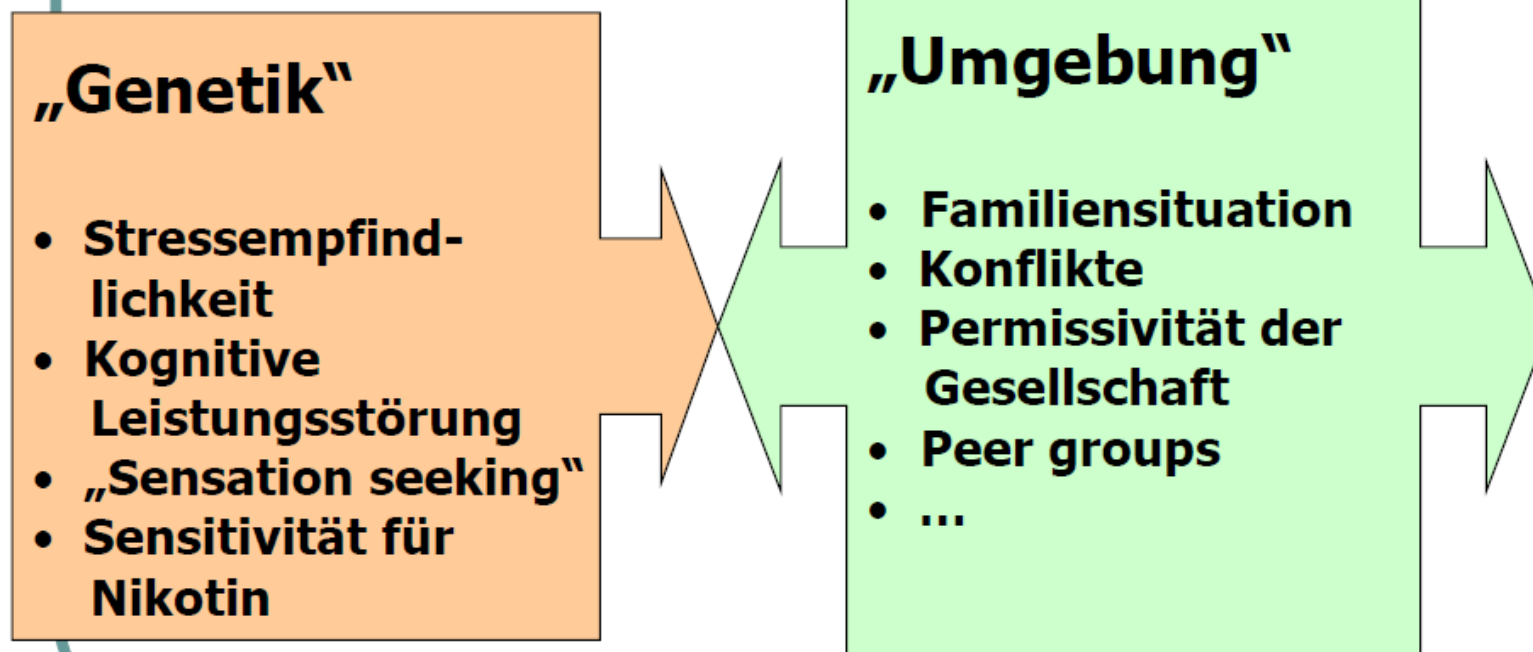 „Genetik“
• Stressempfind-
lichkeit
• Kognitive
Leistungsstörung
• „Sensation seeking“
• Sensitivität für
Nikotin
„Umgebung“
• Familiensituation
• Konflikte
• Permissivität der
Gesellschaft
• Peer groups
• ...